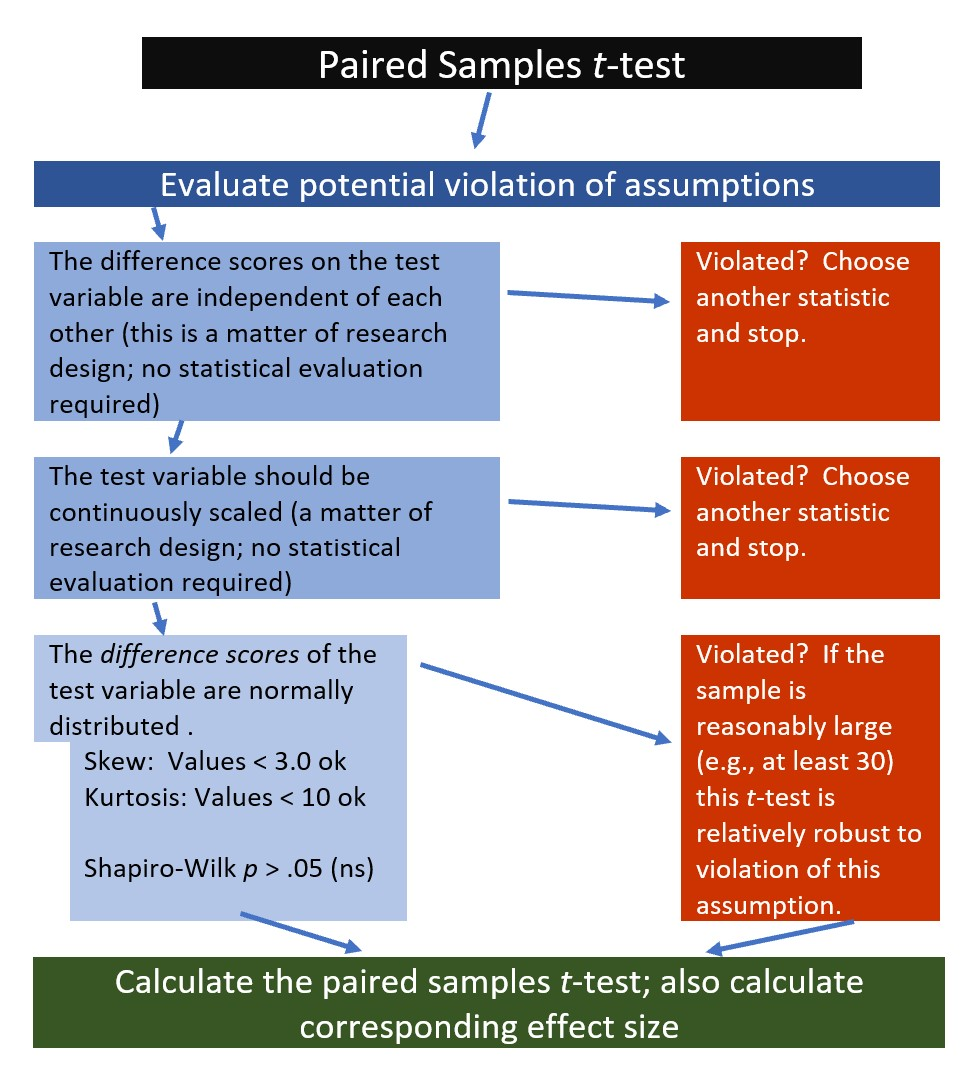 Paired Samples t-test
Evaluate potential violation of assumptions
The difference scores on the test
variable are independent of each
other (this is a matter of research
design; no statistical evaluation
required)
Violated?  Choose
another statistic
and stop.
The test variable should be
continuously scaled (a matter of
research design; no statistical
evaluation required)
Violated?  Choose
another statistic
and stop.
The difference scores of the
test variable are normally
distributed .
Skew:  Values < 3.0 ok
Kurtosis: Values < 10 ok
Shapiro-Wilk p > .05 (ns)
Violated?  If the
sample is
reasonably large
(e.g., at least 30)
this t-test is
relatively robust to
violation of this
assumption.
Calculate the paired samples t-test; also calculate
corresponding effect size